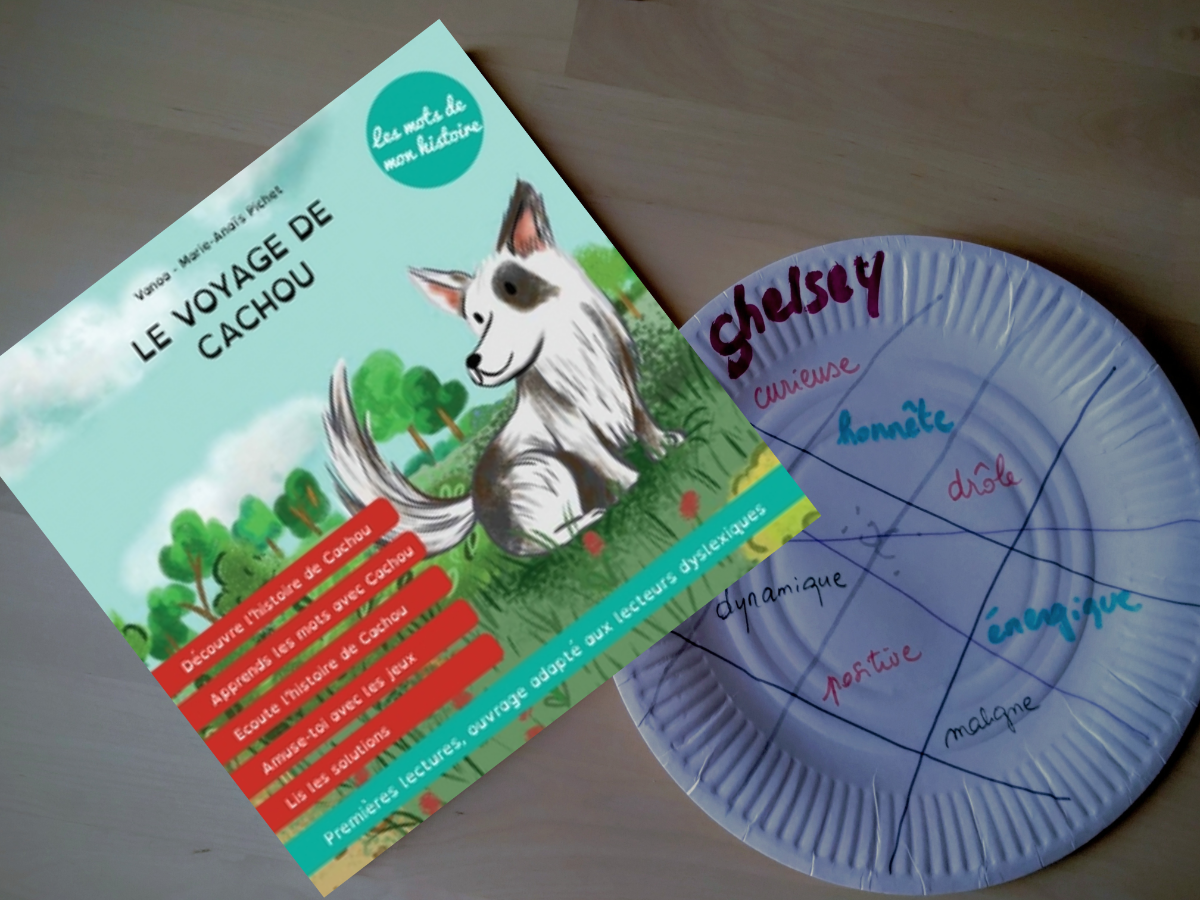 les mots de
mon histoire
Vanoa - Marie-Anaïs Pichet
LE VOYAGE DE
CACHOU
Découvre l'histoire de Cachou
Apprends les mots avec Cachou
Ecoute l'histoire de Cachou
Amuse-toi avec les jeux
Lis les solutions
Premières lectures, ouvrage adapté aux lecteurs dyslexiques
ghelsey
curieuse
honnête
drôle
dynamique
énergique
positive
maligne